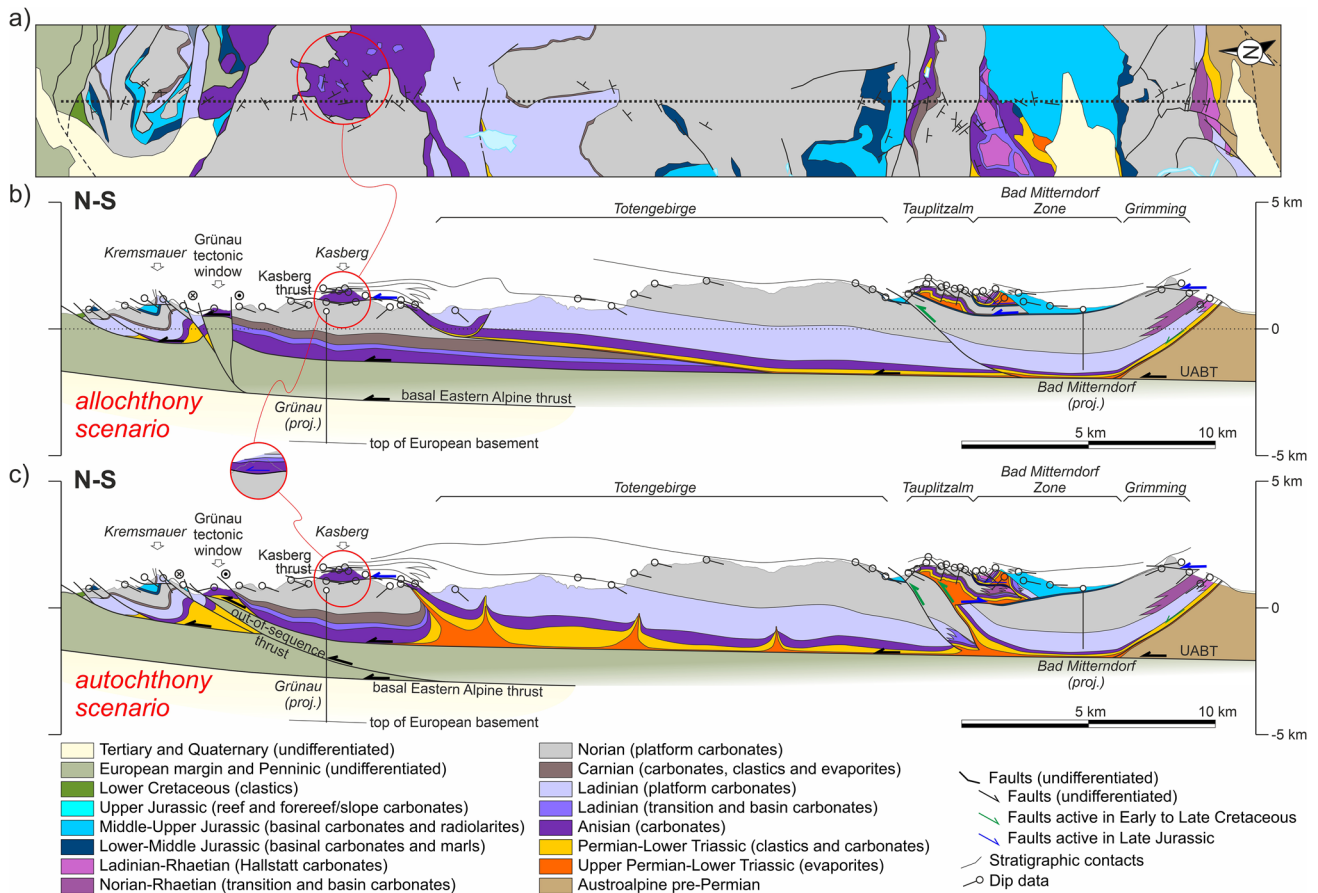 a)
N
b)
N-S
5 km
Totengebirge
Tauplitzalm
Bad Mitterndorf
Zone
Grimming
Kremsmauer
Grünau
tectonic
window
Kasberg
Kasberg
thrust
0
UABT
allochthony
scenario
Grünau
(proj.)
basal Eastern Alpine thrust
top of European basement
Bad Mitterndorf
(proj.)
5 km
10 km
-5 km
c)
N-S
5 km
Totengebirge
Tauplitzalm
Bad Mitterndorf
Zone
Grimming
Kremsmauer
Grünau
tectonic
window
Kasberg
Kasberg
thrust
0
out-of-sequence
thrust
UABT
autochthony
scenario
Grünau
(proj.)
basal Eastern Alpine thrust
top of European basement
Bad Mitterndorf
(proj.)
5 km
10 km
-5 km
Tertiary and Quaternary (undifferentiated)
European margin and Penninic (undifferentiated)
Lower Cretaceous (clastics)
Upper Jurassic (reef and forereef/slope carbonates)
Middle-Upper Jurassic (basinal carbonates and radiolarites)
Lower-Middle Jurassic (basinal carbonates and marls)
Ladinian-Rhaetian (Hallstatt carbonates)
Norian-Rhaetian (transition and basin carbonates)
Norian (platform carbonates)
Carnian (carbonates, clastics and evaporites)
Ladinian (platform carbonates)
Ladinian (transition and basin carbonates)
Anisian (carbonates)
Permian-Lower Triassic (clastics and carbonates)
Upper Permian-Lower Triassic (evaporites)
Austroalpine pre-Permian
Faults (undifferentiated)
Faults (undifferentiated)
Faults active in Early to Late Cretaceous
Faults active in Late Jurassic
Stratigraphic contacts
Dip data